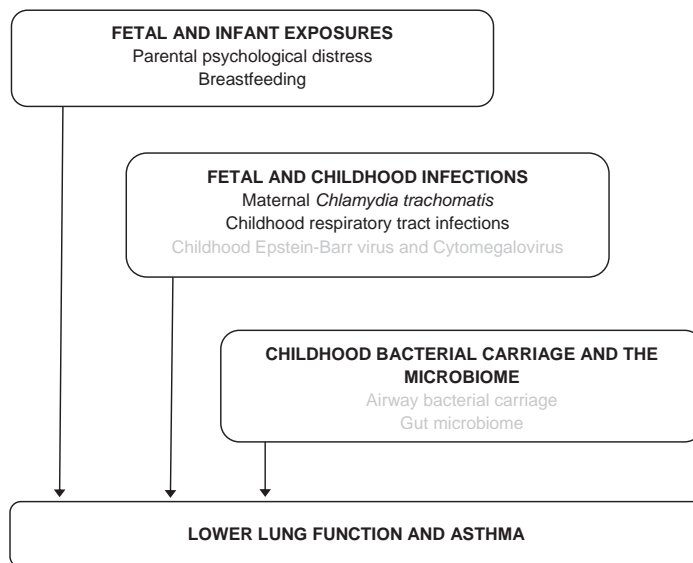 FETAL AND INFANT EXPOSURES
Parental psychological distress
Breastfeeding
FETAL AND CHILDHOOD INFECTIONS
Maternal Chlamydia trachomatis
Childhood respiratory tract infections
Childhood Epstein-Barr virus and Cytomegalovirus
CHILDHOOD BACTERIAL CARRIAGE AND THE
MICROBIOME
Airway bacterial carriage
Gut microbiome
LOWER LUNG FUNCTION AND ASTHMA